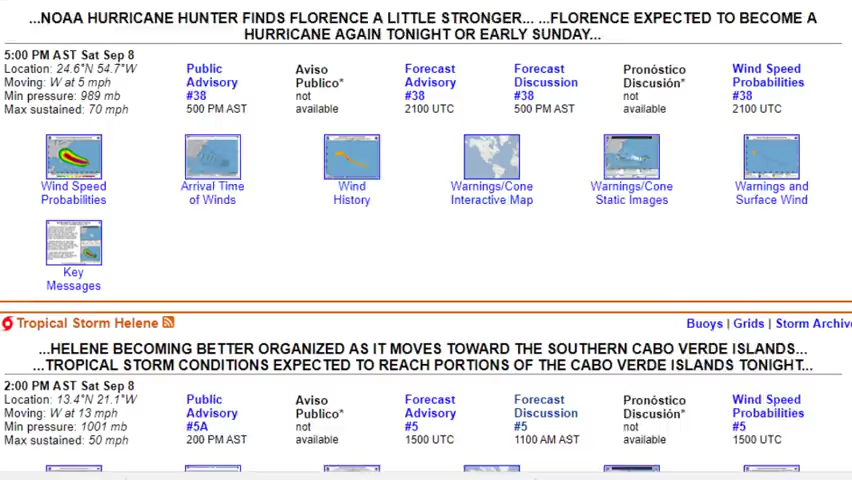 ...NOAA HURRICANE HUNTER FINDS FLORENCE A LITTLE STRONGER... ...FLORENCE EXPECTED TO BECOME A
HURRICANE AGAIN TONIGHT OR EARLY SUNDAY...
5:00 PM AST Sat Sep 8
Location: 24.6°N 54.7°W
Moving: W at 5 mph
Min pressure: 989 mb
Max sustained: 70 mph
Public
Advisory
#38
500 PM AST
Aviso
Publico*
not
available
Forecast
Advisory
#38
2100 UTC
Forecast
Discussion
#38
500 PM AST
Pronóstico
Discusión*
not
available
Wind Speed
Probabilities
#38
2100 UTC
Wind Speed
Probabilities
Arrival Time
of Winds
Wind
History
Warnings/Cone
Interactive Map
Warnings/Cone
Static Images
Warnings and
Surface Wind
Key
Messages
Tropical Storm Helene
Buoys | Grids | Storm Archive
...HELENE BECOMING BETTER ORGANIZED AS IT MOVES TOWARD THE SOUTHERN CABO VERDE ISLANDS...
...TROPICAL STORM CONDITIONS EXPECTED TO REACH PORTIONS OF THE CABO VERDE ISLANDS TONIGHT...
2:00 PM AST Sat Sep 8
Location: 13.4°N 21.1°W
Moving: W at 13 mph
Min pressure: 1001 mb
Max sustained: 50 mph
Public
Advisory
#5A
200 PM AST
Aviso
Publico*
not
available
Forecast
Advisory
#5
1500 UTC
Forecast
Discussion
#5
1100 AM AST
Pronóstico
Discusión*
not
available
Wind Speed
Probabilities
#5
1500 UTC